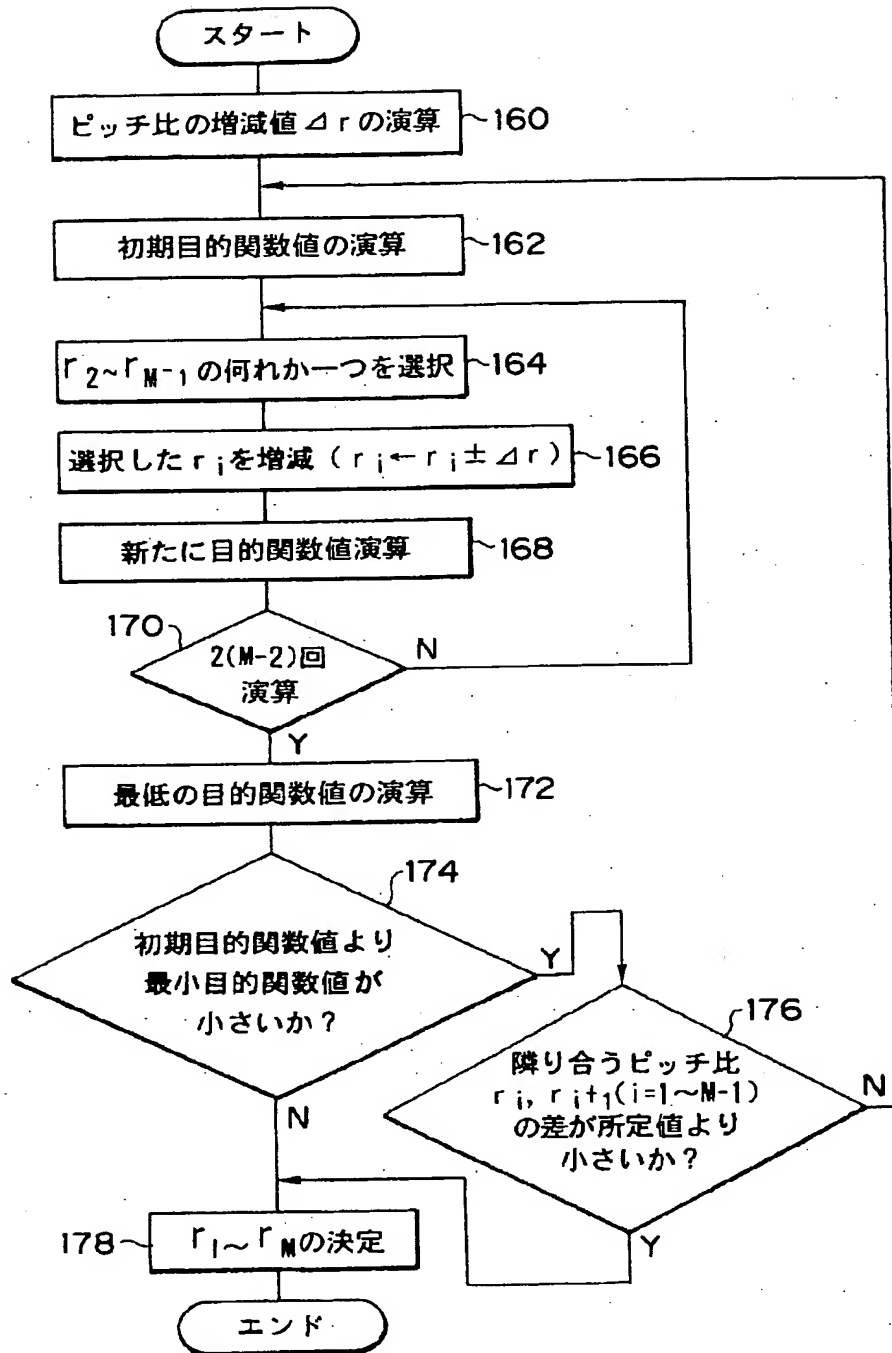 スタート
ピッチ比の増減値⊿rの演算
160
初期目的関数値の演算
162
r2~rM-1の何れか一つを選択
164
選択したriを増減(ri←ri±⊿r)
166
新たに目的関数値演算
168
170
2(M-2)回
演算
N
Y
最低の目的関数値の演算
172
174
初期目的関数値より
最小目的関数値が
小さいか?
Y
N
176
隣り合うピッチ比
ri, ri+1(i=1~M-1)
の差が所定値より
小さいか?
N
Y
178
r1~rMの決定
エンド